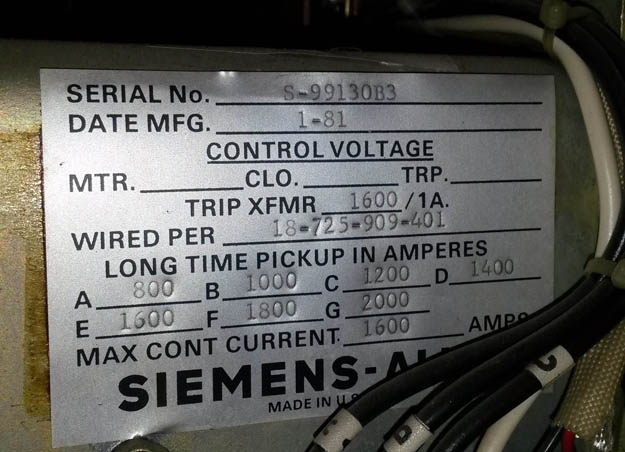 SERIAL No. S-99130B3
DATE MFG. 1-81
CONTROL VOLTAGE
MTR. CLO. TRP.
TRIP XFMR 1600 /1A.
WIRED PER 18-725-909-401
LONG TIME PICKUP IN AMPERES
A 800 B 1000 C 1200 D 1400
E 1600 F 1800 G 2000
MAX CONT CURRENT 1600 AMPS
SIEMENS-
MADE IN U.S
C
B